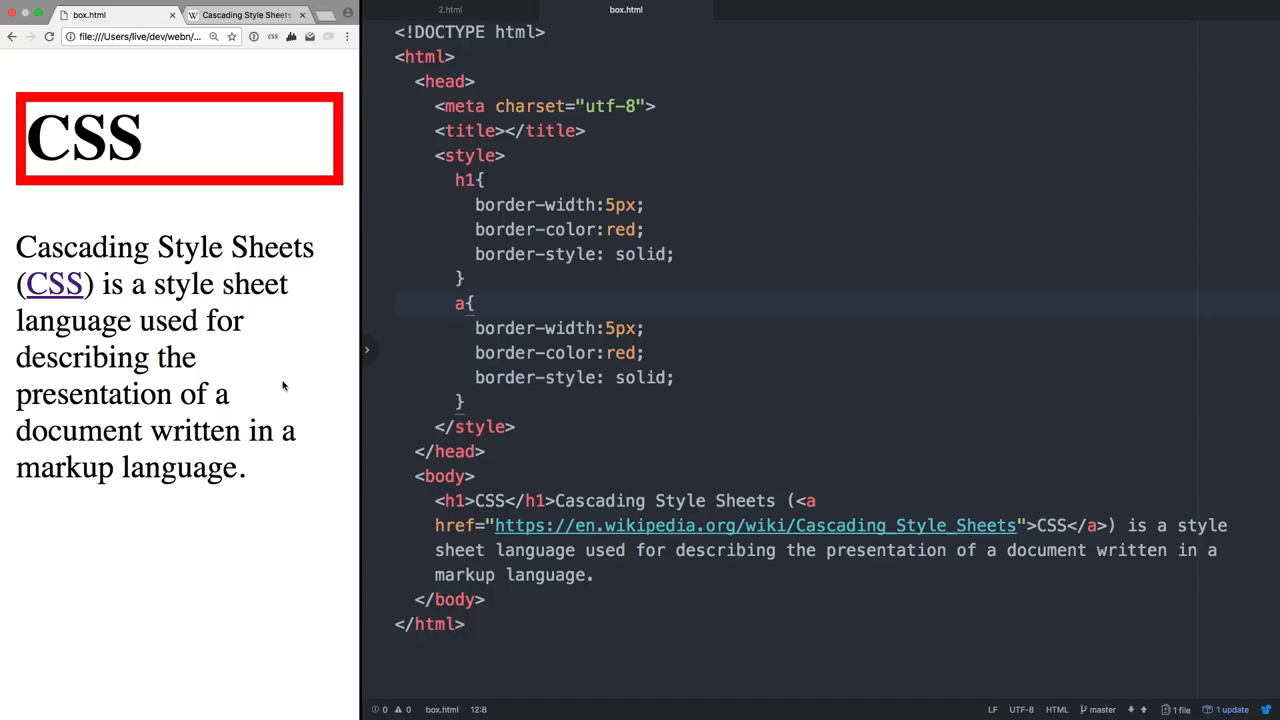 box.html
Cascading Style Sheets
file:///Users/live/dev/webn/...
css
CSS
Cascading Style Sheets
(CSS) is a style sheet
language used for
describing the
presentation of a
document written in a
markup language.
2.html
box.html
<!DOCTYPE html>
<html>
<head>
<meta charset="utf-8">
<title></title>
<style>
h1{
border-width:5px;
border-color:red;
border-style: solid;
}
a{
border-width:5px;
border-color:red;
border-style: solid;
}
</style>
</head>
<body>
<h1>CSS</h1>Cascading Style Sheets (<a
href="https://en.wikipedia.org/wiki/Cascading_Style_Sheets">CSS</a>) is a style
sheet language used for describing the presentation of a document written in a
markup language.
</body>
</html>
0 0 box.html 12:8
LF UTF-8 HTML master 1 file 1 update